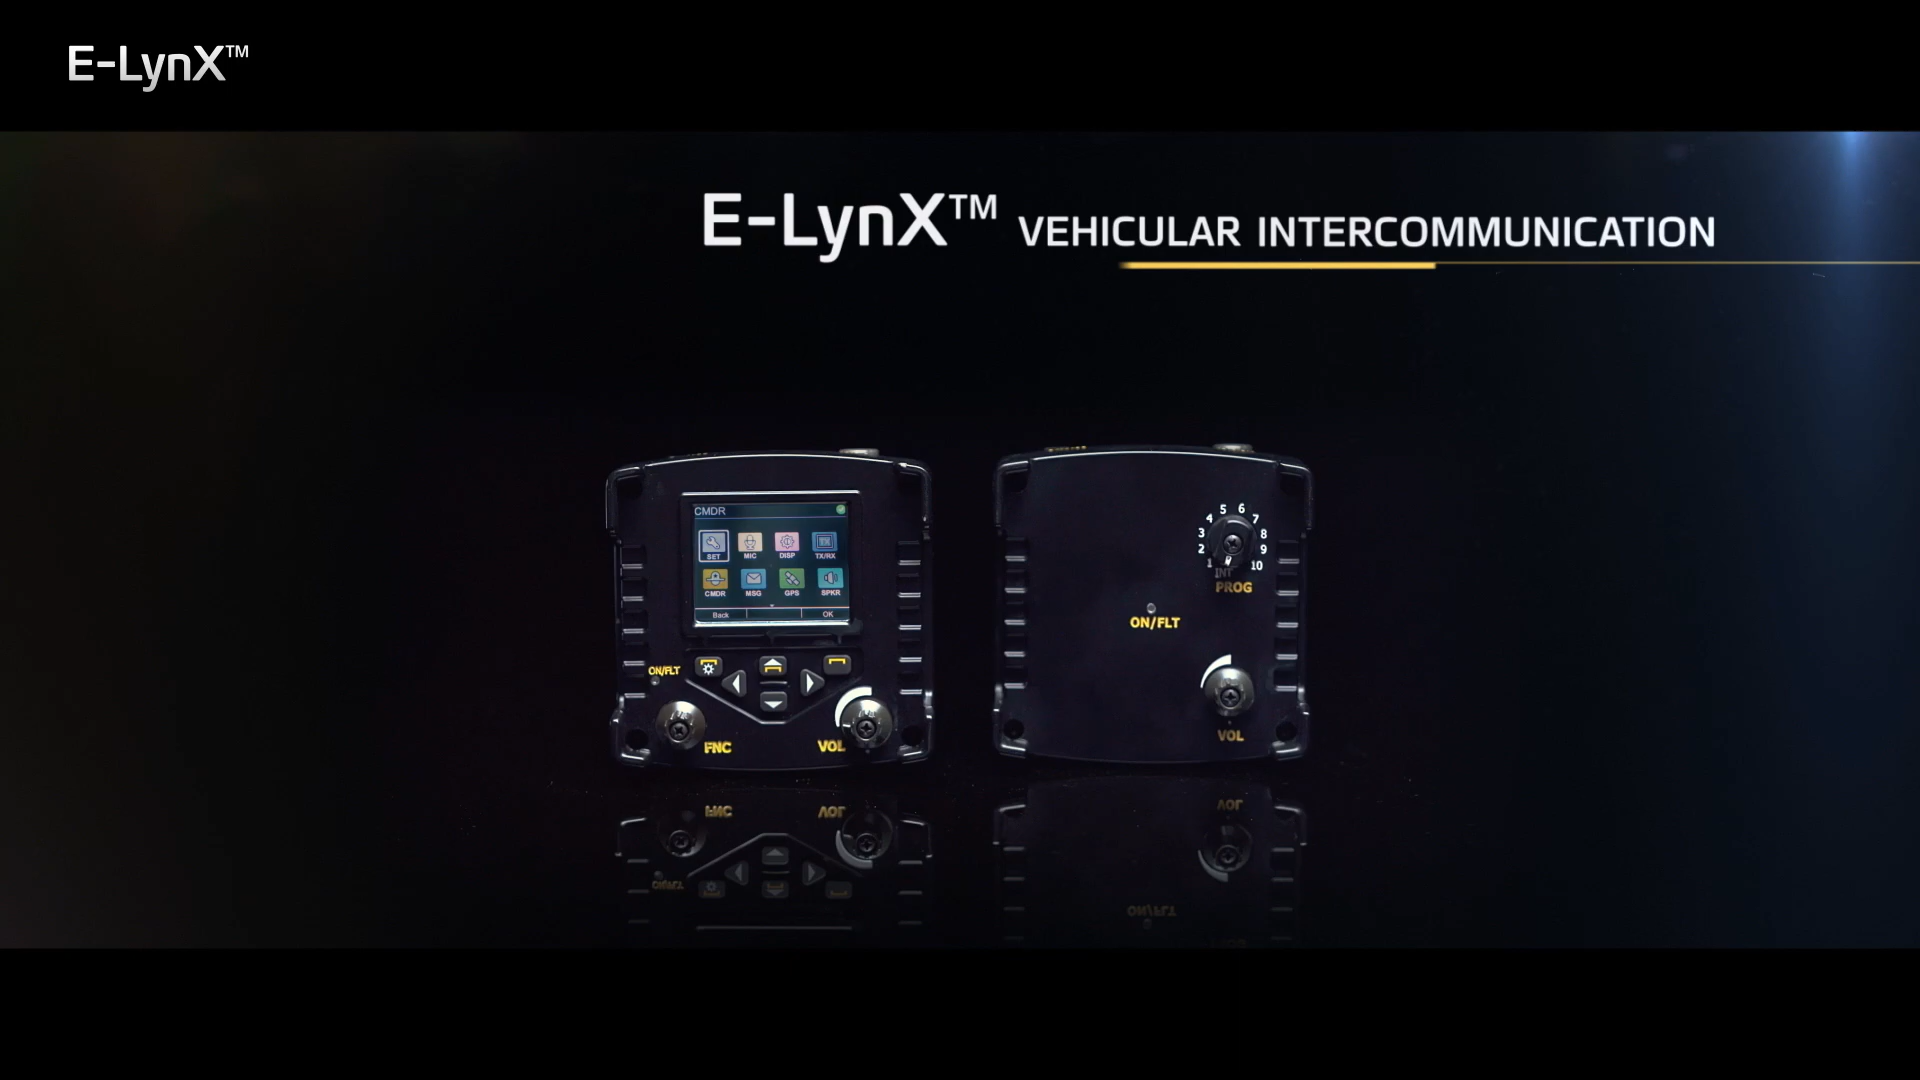 E-LynX™
E-LynX™ VEHICULAR INTERCOMMUNICATION
CMDR
SET MIC DISP TX/RX
CMDR MSG GPS SPKR
Back OK
ON/FLT
FNC VOL
1 2 3 4 5 6 7 8 9 10
INT
PROG
ON/FLT
VOL